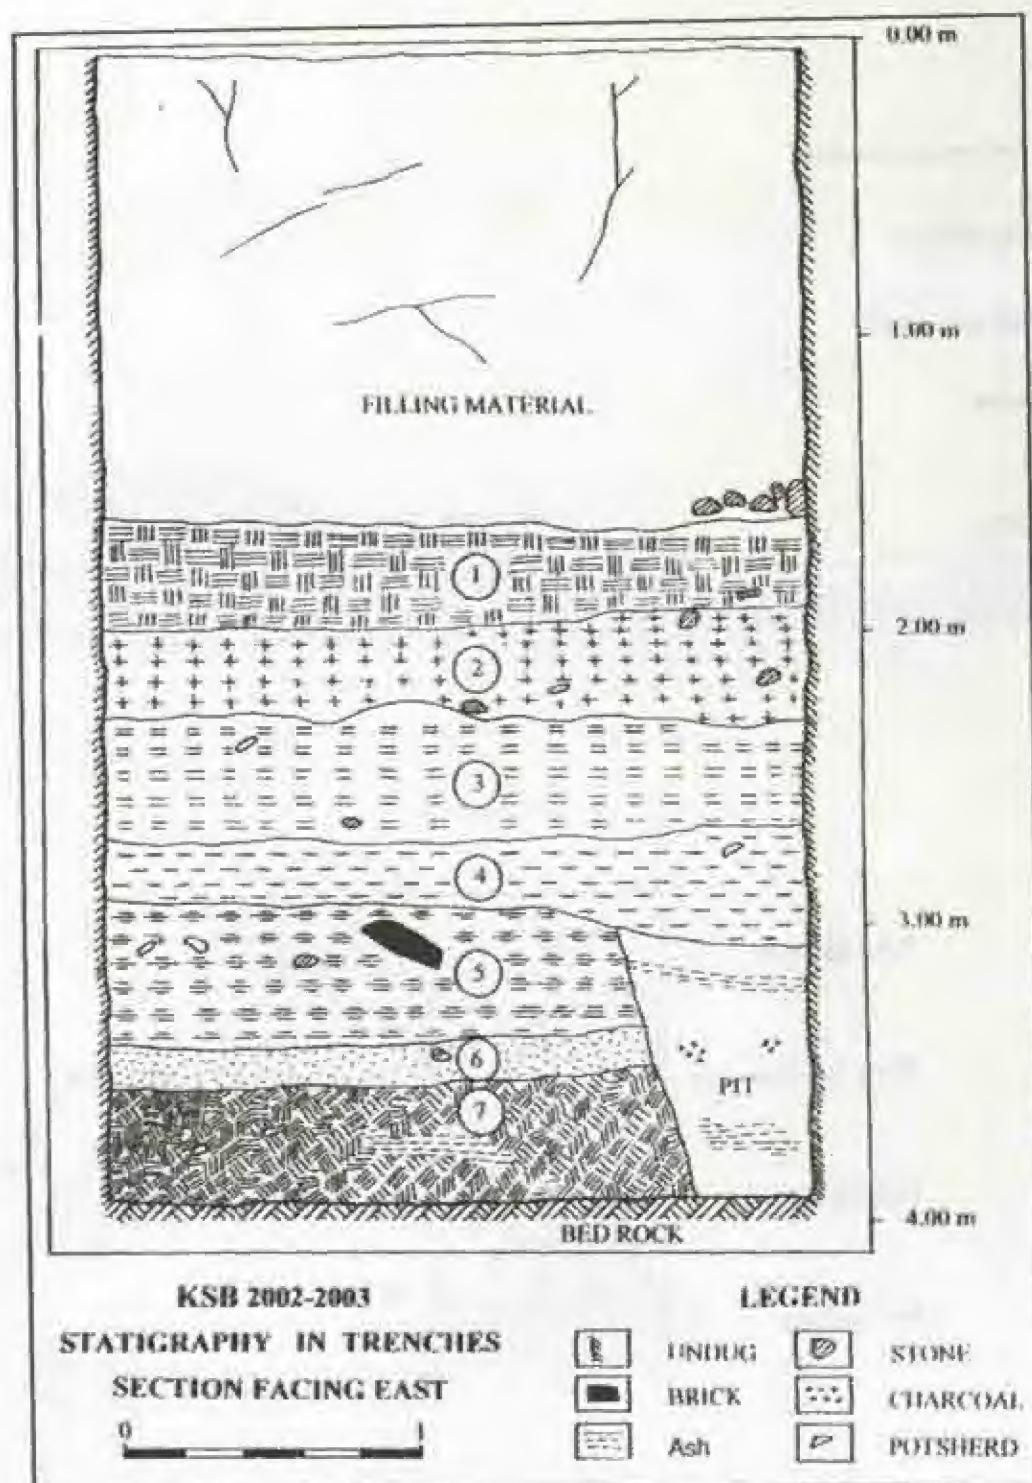 0.00 m
1.00 m
FILLING MATERIAL
1
2.00 m
2
3
4
3.00 m
5
6
PIT
7
4.00 m
BED ROCK
KSB 2002-2003
STATIGRAPHY IN TRENCHES
SECTION FACING EAST
0 1
LEGEND
UNDUG
STONE
BRICK
CHARCOAL
Ash
POTSHERD